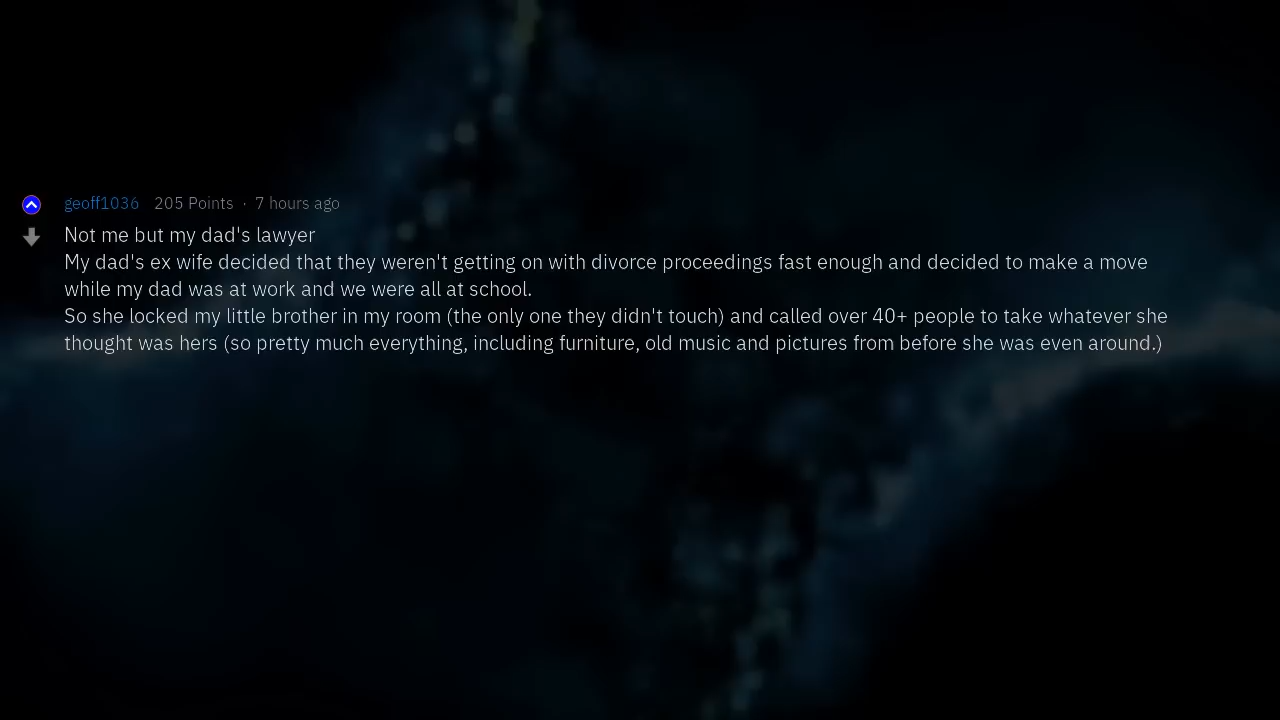 geoff1036 205 Points · 7 hours ago
Not me but my dad's lawyer
My dad's ex wife decided that they weren't getting on with divorce proceedings fast enough and decided to make a move
while my dad was at work and we were all at school.
So she locked my little brother in my room (the only one they didn't touch) and called over 40+ people to take whatever she
thought was hers (so pretty much everything, including furniture, old music and pictures from before she was even around.)